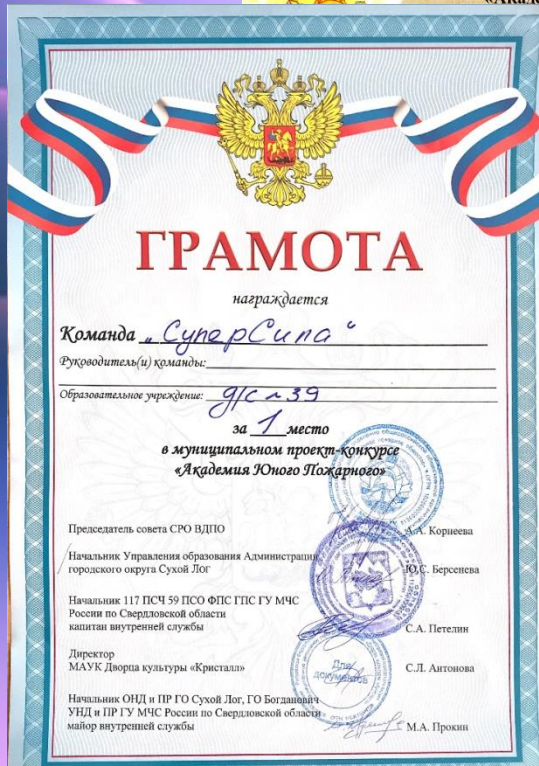 «Акаде
ГРАМОТА
награждается
Команда „СуперСила“
Руководитель(и) команды:
Образовательное учреждение: д/с №39
за 1 место
в муниципальном проект-конкурсе
«Академия Юного Пожарного»
Председатель совета СРО ВДПО А.А. Корнеева
Начальник Управления образования Администрации
городского округа Сухой Лог Ю.С. Берсенева
Начальник 117 ПСЧ 59 ПСО ФПС ГПС ГУ МЧС
России по Свердловской области
капитан внутренней службы С.А. Петелин
Директор
МАУК Дворца культуры «Кристалл» С.Л. Антонова
Для
документов
Начальник ОНД и ПР ГО Сухой Лог, ГО Богданович
УНД и ПР ГУ МЧС России по Свердловской области
майор внутренней службы М.А. Прокин